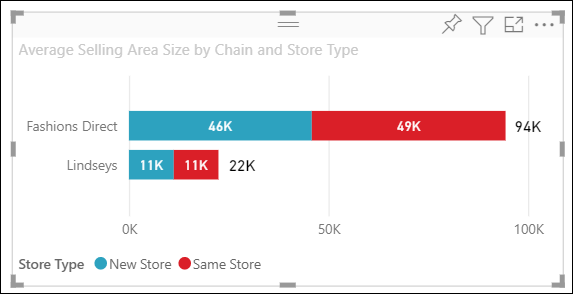 Average Selling Area Size by Chain and Store Type
Fashions Direct 46K 49K 94K
Lindseys 11K 11K 22K
0K 50K 100K
Store Type New Store Same Store